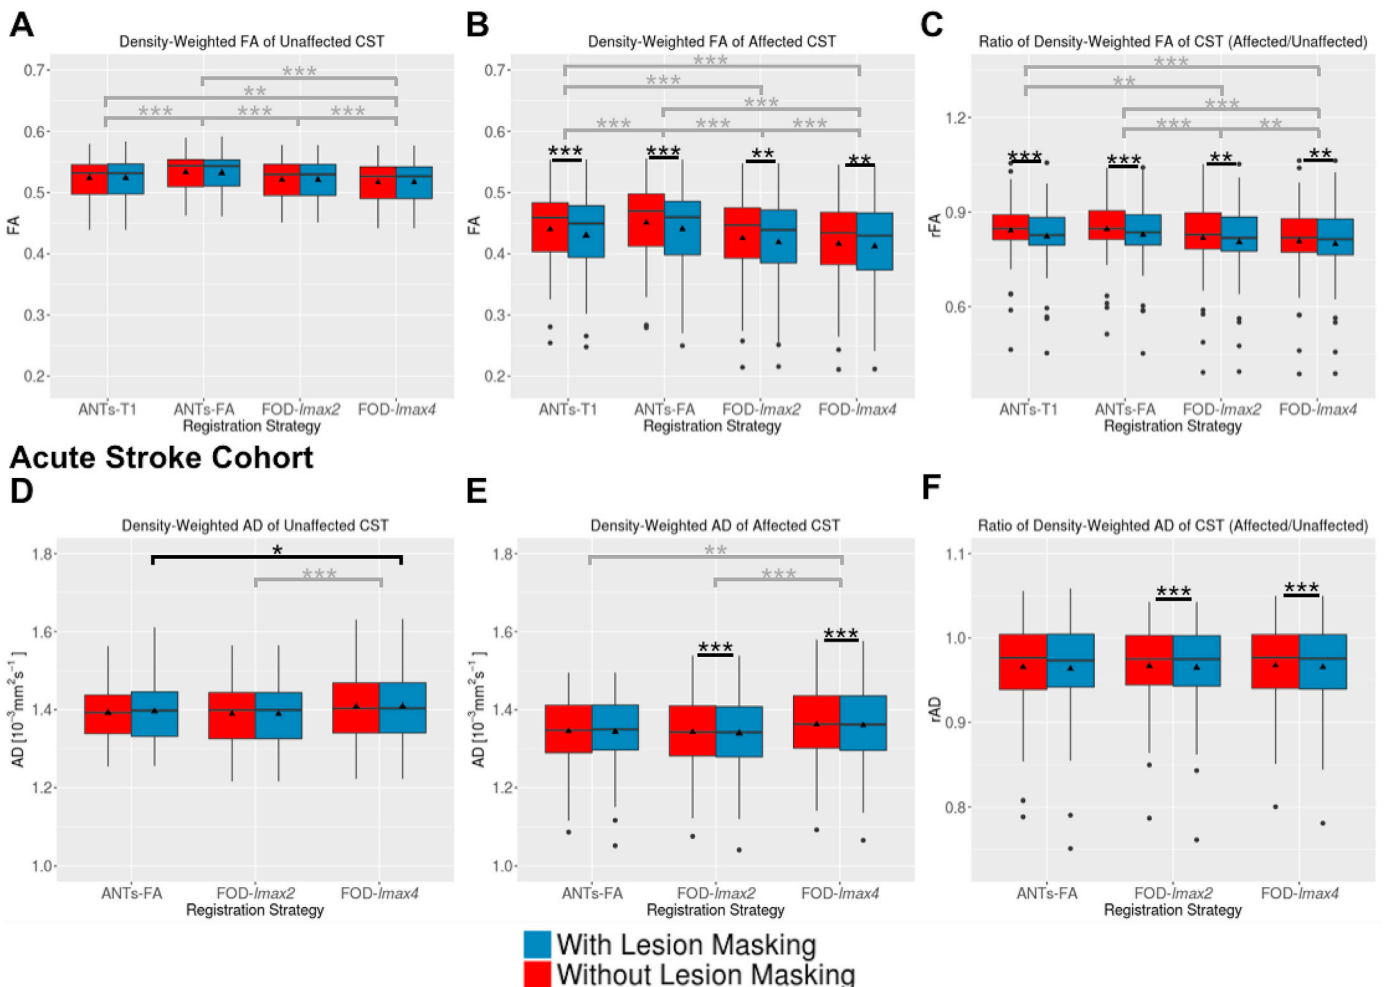 A
Density-Weighted FA of Unaffected CST
0.7
0.6
0.5
0.4
0.3
0.2
FA
***
**
*** *** ***
ANTs-T1 ANTs-FA FOD-lmax2 FOD-lmax4
Registration Strategy
B
Density-Weighted FA of Affected CST
0.7
0.6
0.5
0.4
0.3
0.2
FA
***
***
***
*** *** ***
*** *** ** **
ANTs-T1 ANTs-FA FOD-lmax2 FOD-lmax4
Registration Strategy
C
Ratio of Density-Weighted FA of CST (Affected/Unaffected)
1.2
0.9
0.6
rFA
***
**
***
*** **
*** *** ** **
ANTs-T1 ANTs-FA FOD-lmax2 FOD-lmax4
Registration Strategy
Acute Stroke Cohort
D
Density-Weighted AD of Unaffected CST
1.8
1.6
1.4
1.2
1.0
AD [10⁻³mm²s⁻¹ ]
*
***
ANTs-FA FOD-lmax2 FOD-lmax4
Registration Strategy
E
Density-Weighted AD of Affected CST
1.8
1.6
1.4
1.2
1.0
AD [10⁻³mm²s⁻¹ ]
**
***
*** ***
ANTs-FA FOD-lmax2 FOD-lmax4
Registration Strategy
F
Ratio of Density-Weighted AD of CST (Affected/Unaffected)
1.1
1.0
0.9
0.8
rAD
*** ***
ANTs-FA FOD-lmax2 FOD-lmax4
Registration Strategy
With Lesion Masking
Without Lesion Masking